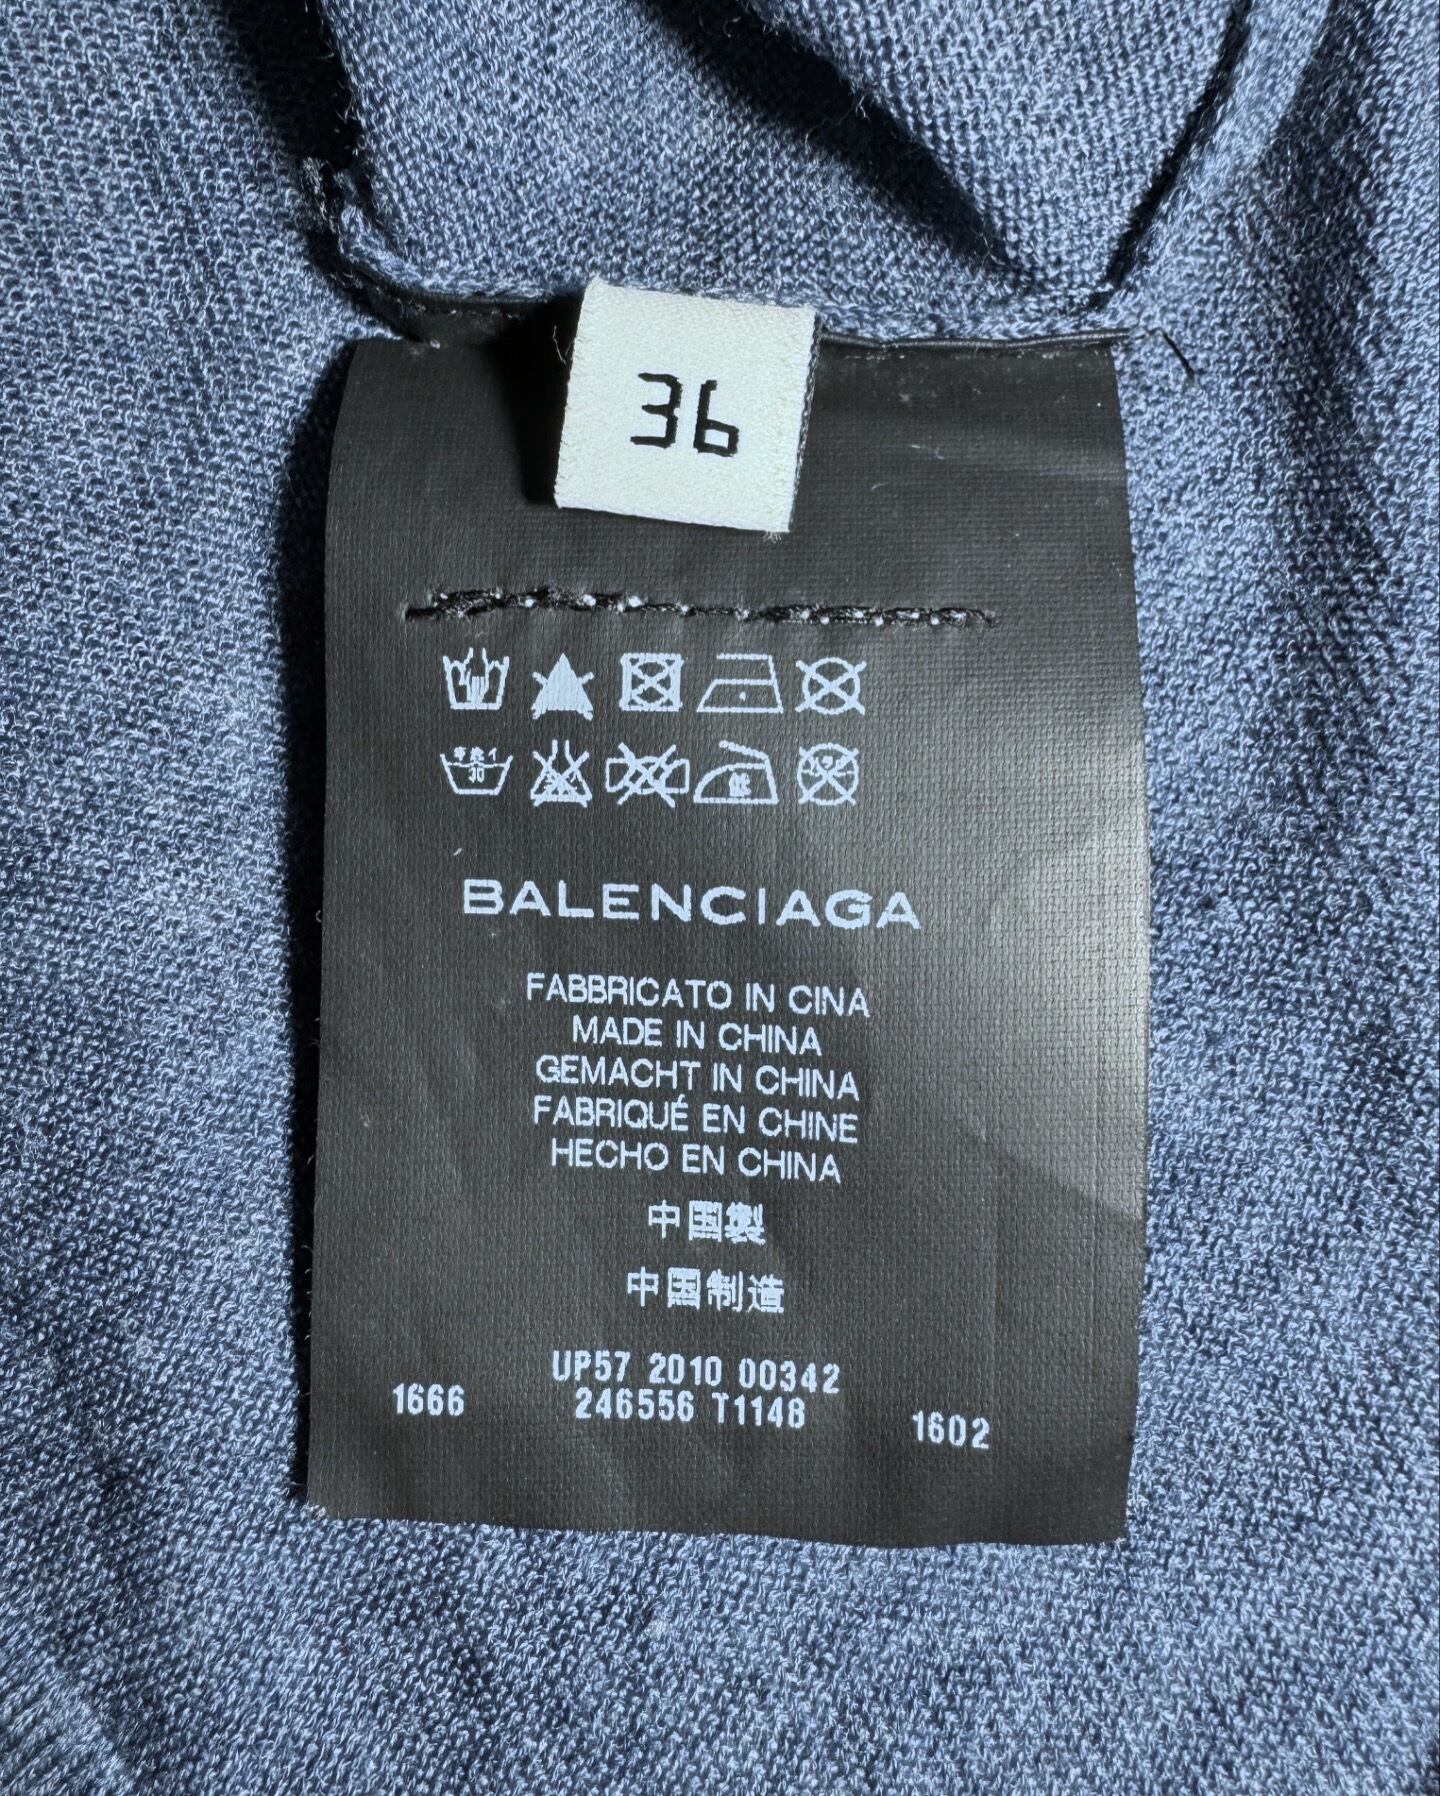 36
BALENCIAGA
FABBRICATO IN CINA
MADE IN CHINA
GEMACHT IN CHINA
FABRIQUÉ EN CHINE
HECHO EN CHINA
中国製
中国制造
UP57 2010 00342
1666 246556 T1148 1602